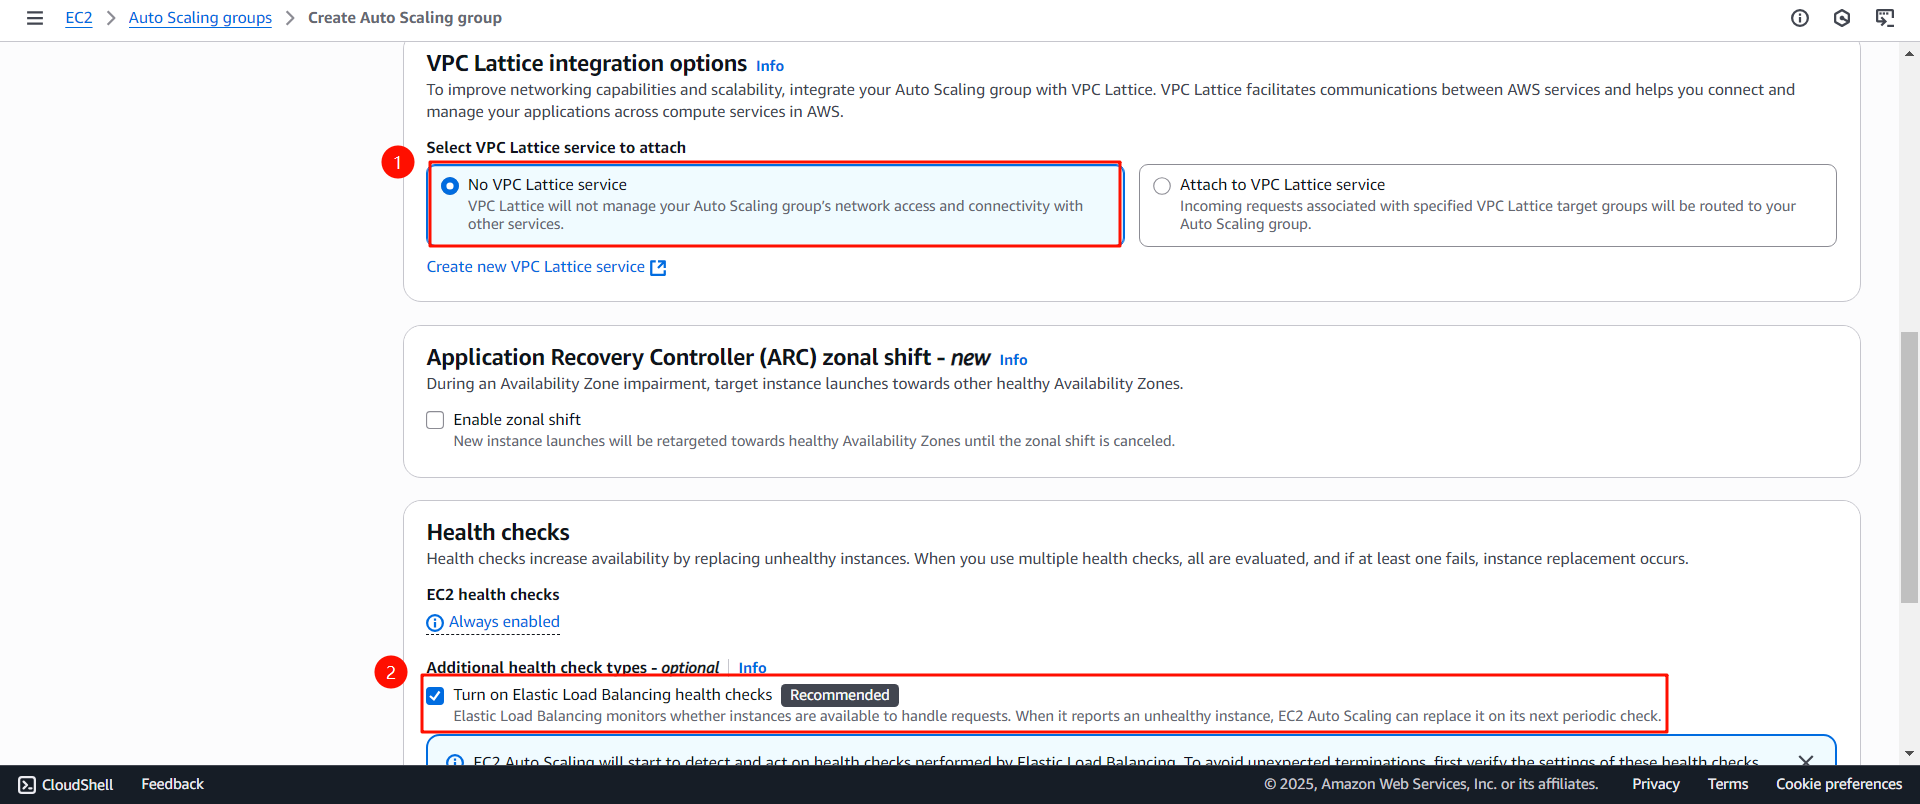 EC2 > Auto Scaling groups > Create Auto Scaling group
VPC Lattice integration options Info
To improve networking capabilities and scalability, integrate your Auto Scaling group with VPC Lattice. VPC Lattice facilitates communications between AWS services and helps you connect and
manage your applications across compute services in AWS.
Select VPC Lattice service to attach
1
No VPC Lattice service
VPC Lattice will not manage your Auto Scaling group's network access and connectivity with
other services.
Attach to VPC Lattice service
Incoming requests associated with specified VPC Lattice target groups will be routed to your
Auto Scaling group.
Create new VPC Lattice service
Application Recovery Controller (ARC) zonal shift - new Info
During an Availability Zone impairment, target instance launches towards other healthy Availability Zones.
Enable zonal shift
New instance launches will be retargeted towards healthy Availability Zones until the zonal shift is canceled.
Health checks
Health checks increase availability by replacing unhealthy instances. When you use multiple health checks, all are evaluated, and if at least one fails, instance replacement occurs.
EC2 health checks
Always enabled
2
Additional health check types - optional Info
Turn on Elastic Load Balancing health checks Recommended
Elastic Load Balancing monitors whether instances are available to handle requests. When it reports an unhealthy instance, EC2 Auto Scaling can replace it on its next periodic check.
EC2 Auto Scaling will start to detect and act on health checks performed by Elastic Load Balancing. To avoid unexpected terminations, first verify the settings of these health checks
CloudShell Feedback © 2025, Amazon Web Services, Inc. or its affiliates. Privacy Terms Cookie preferences